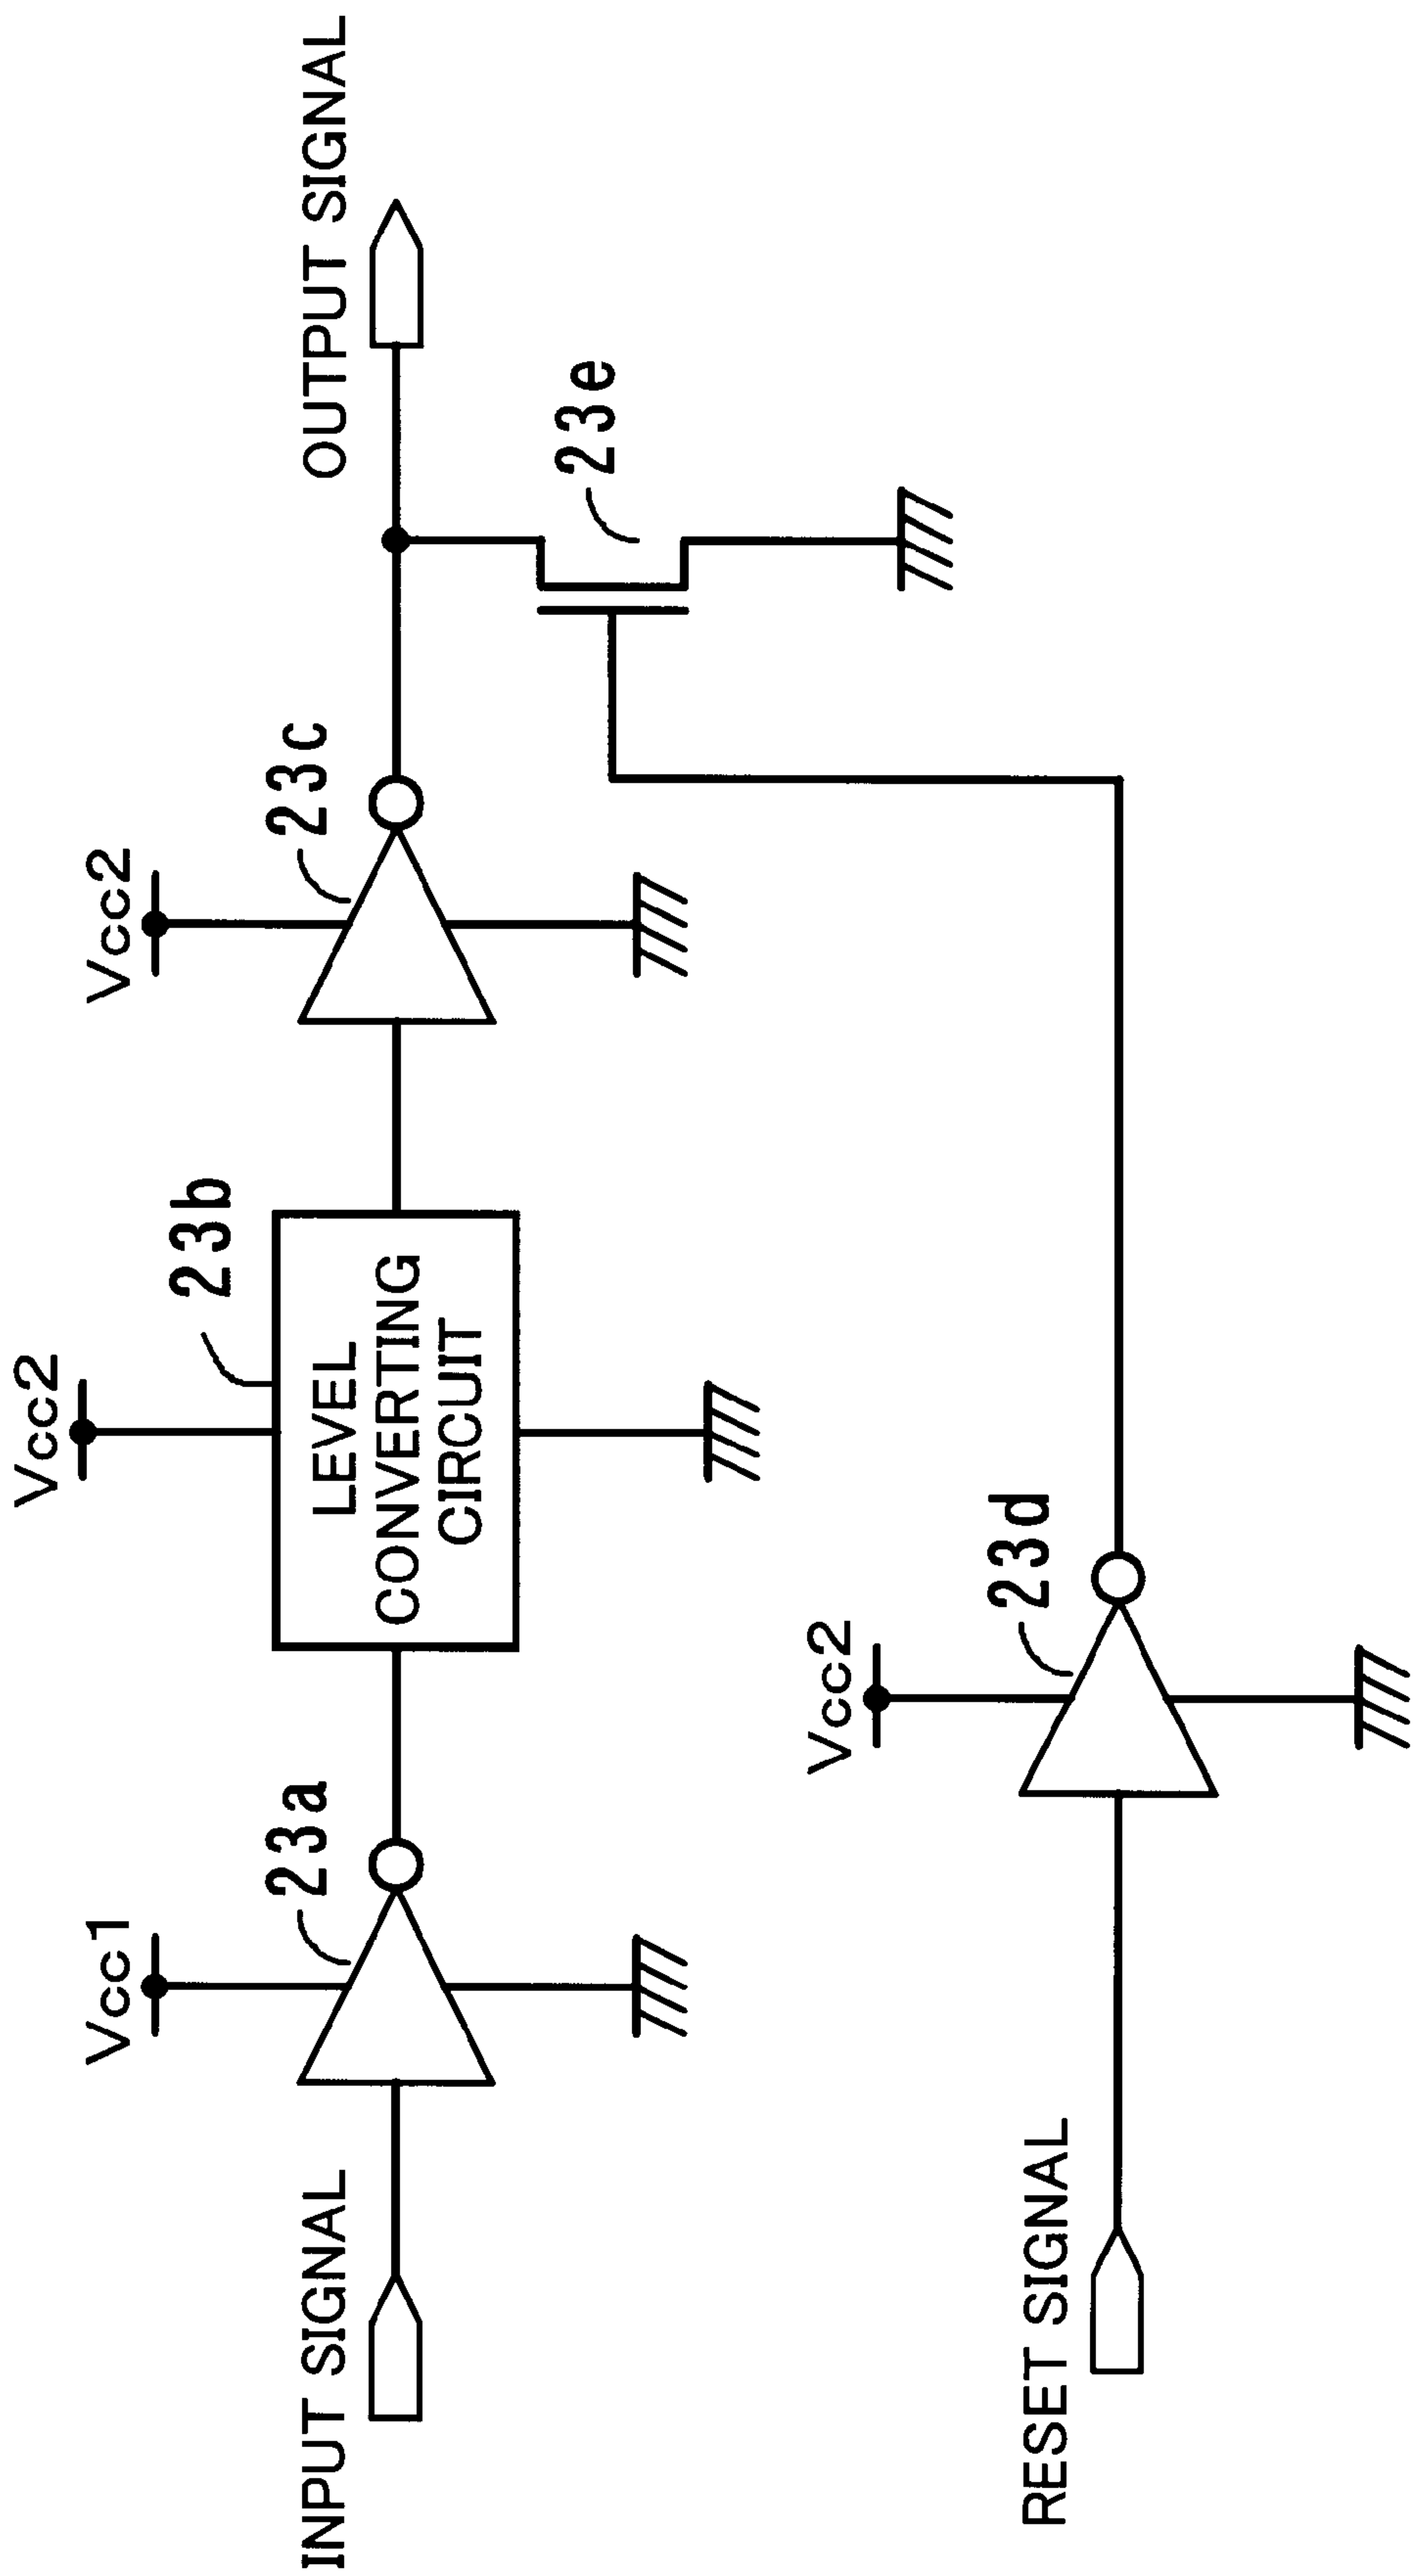 Vcc2
23b
Vcc1
Vcc2
23a
23c
INPUT SIGNAL
OUTPUT SIGNAL
LEVEL
CONVERTING
CIRCUIT
23e
Vcc2
23d
RESET SIGNAL